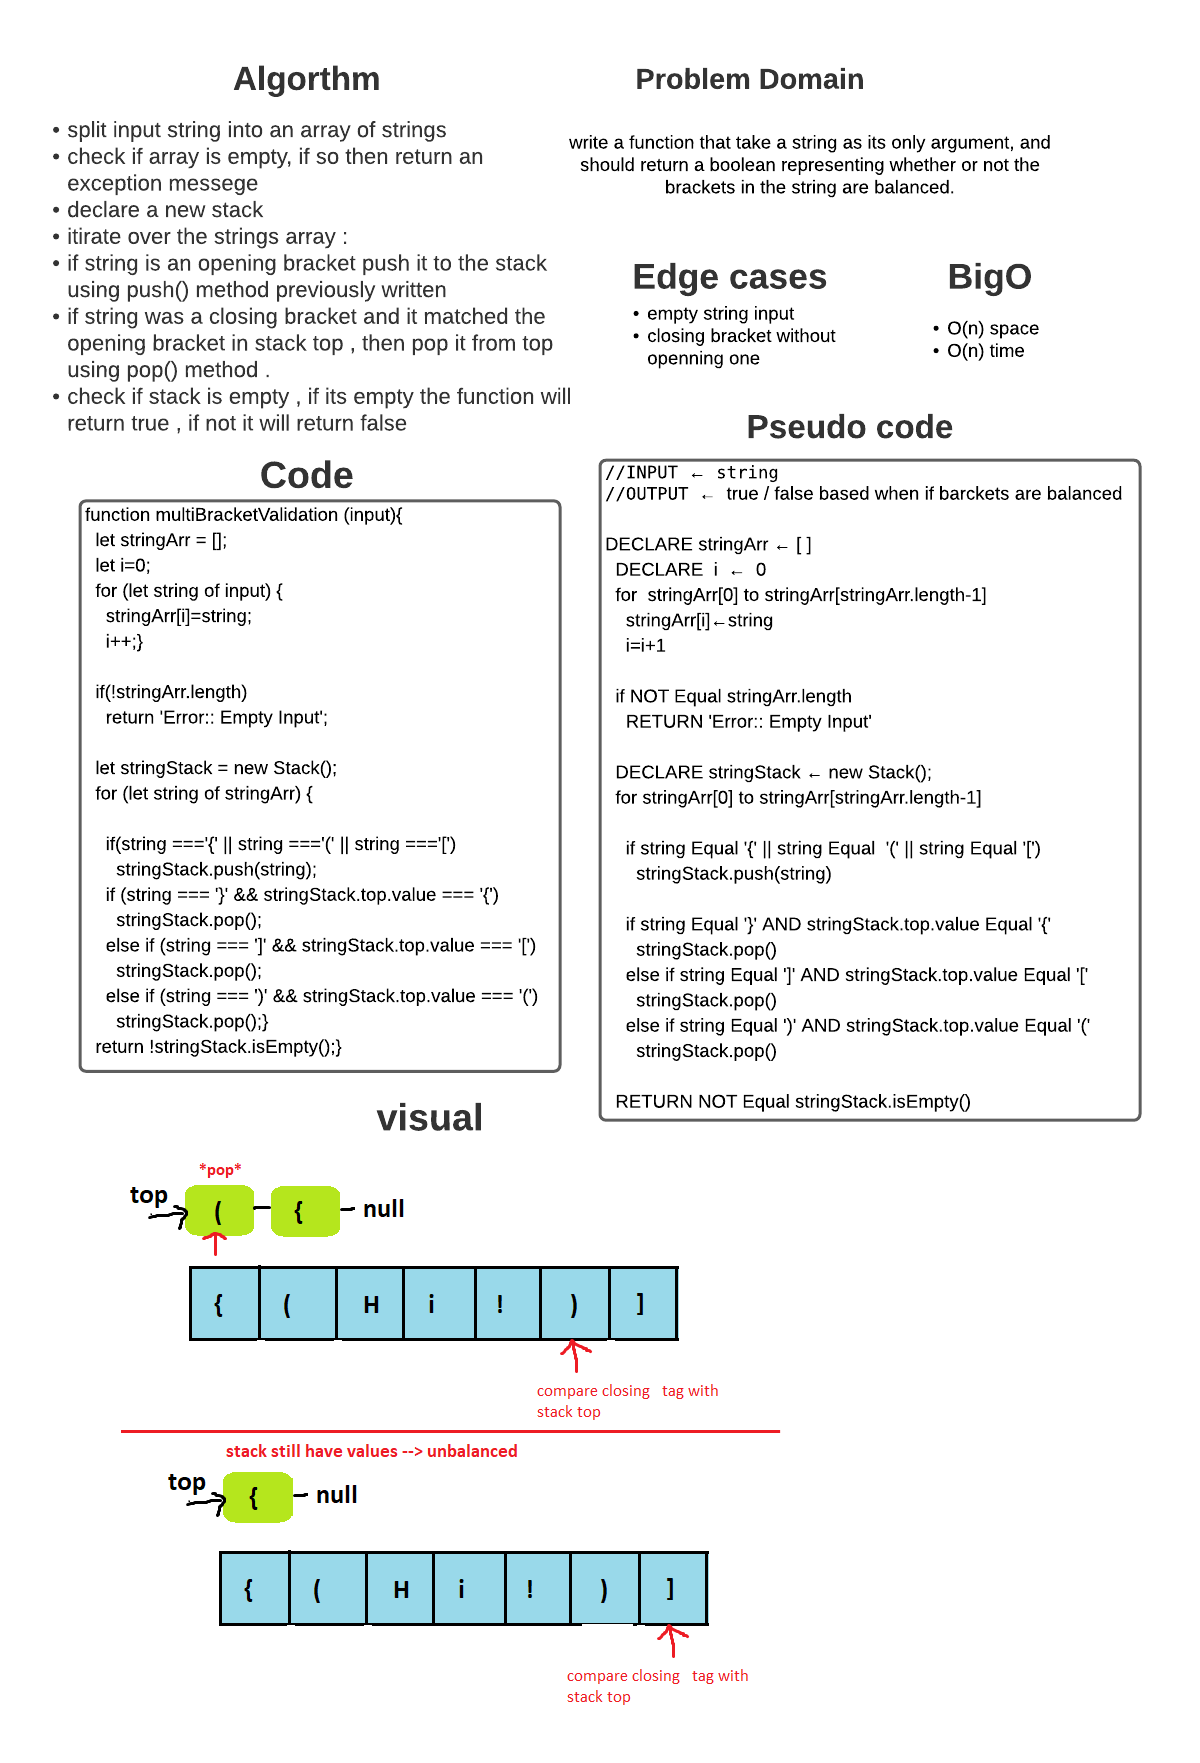 Algorthm
• split input string into an array of strings
• check if array is empty, if so then return an
exception messege
• declare a new stack
• itirate over the strings array :
• if string is an opening bracket push it to the stack
using push() method previously written
• if string was a closing bracket and it matched the
opening bracket in stack top , then pop it from top
using pop() method .
• check if stack is empty , if its empty the function will
return true , if not it will return false
Problem Domain
write a function that take a string as its only argument, and
should return a boolean representing whether or not the
brackets in the string are balanced.
Edge cases
• empty string input
• closing bracket without
openning one
BigO
• O(n) space
• O(n) time
Code
function multiBracketValidation (input){
let stringArr = [];
let i=0;
for (let string of input) {
stringArr[i]=string;
i++;}
if(!stringArr.length)
return 'Error:: Empty Input';
let stringStack = new Stack();
for (let string of stringArr) {
if(string ==='{' || string ==='(' || string ==='[')
stringStack.push(string);
if (string === '}' && stringStack.top.value === '{')
stringStack.pop();
else if (string === ']' && stringStack.top.value === '[')
stringStack.pop();
else if (string === ')' && stringStack.top.value === '(')
stringStack.pop();}
return !stringStack.isEmpty();}
Pseudo code
//INPUT ← string
//OUTPUT ← true / false based when if barckets are balanced
DECLARE stringArr ← [ ]
DECLARE i ← 0
for stringArr[0] to stringArr[stringArr.length-1]
stringArr[i]←string
i=i+1
if NOT Equal stringArr.length
RETURN 'Error:: Empty Input'
DECLARE stringStack ← new Stack();
for stringArr[0] to stringArr[stringArr.length-1]
if string Equal '{' || string Equal '(' || string Equal '[')
stringStack.push(string)
if string Equal '}' AND stringStack.top.value Equal '{'
stringStack.pop()
else if string Equal ']' AND stringStack.top.value Equal '['
stringStack.pop()
else if string Equal ')' AND stringStack.top.value Equal '('
stringStack.pop()
RETURN NOT Equal stringStack.isEmpty()
visual
*pop*
top ( { null
{ ( H i ! ) ]
compare closing tag with
stack top
stack still have values --> unbalanced
top { null
{ ( H i ! ) ]
compare closing tag with
stack top